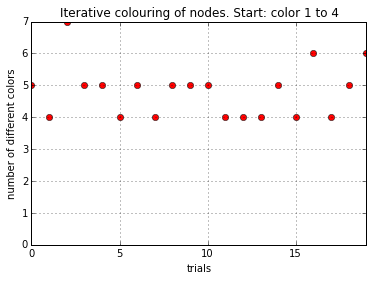 Iterative colouring of nodes. Start: color 1 to 4
number of different colors
7
6
5
4
3
2
1
0
0 5 10 15
trials